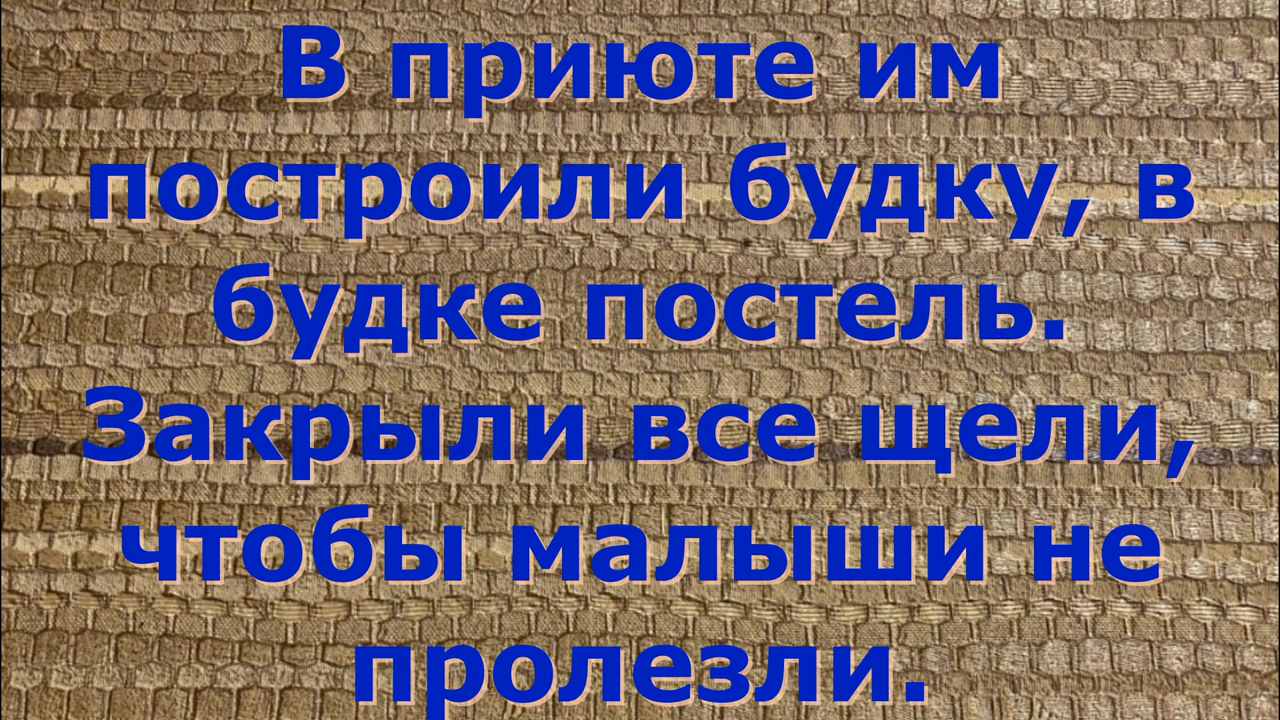 В приюте им
построили будку, в
будке постель.
Закрыли все щели,
чтобы малыши не
пролезли.